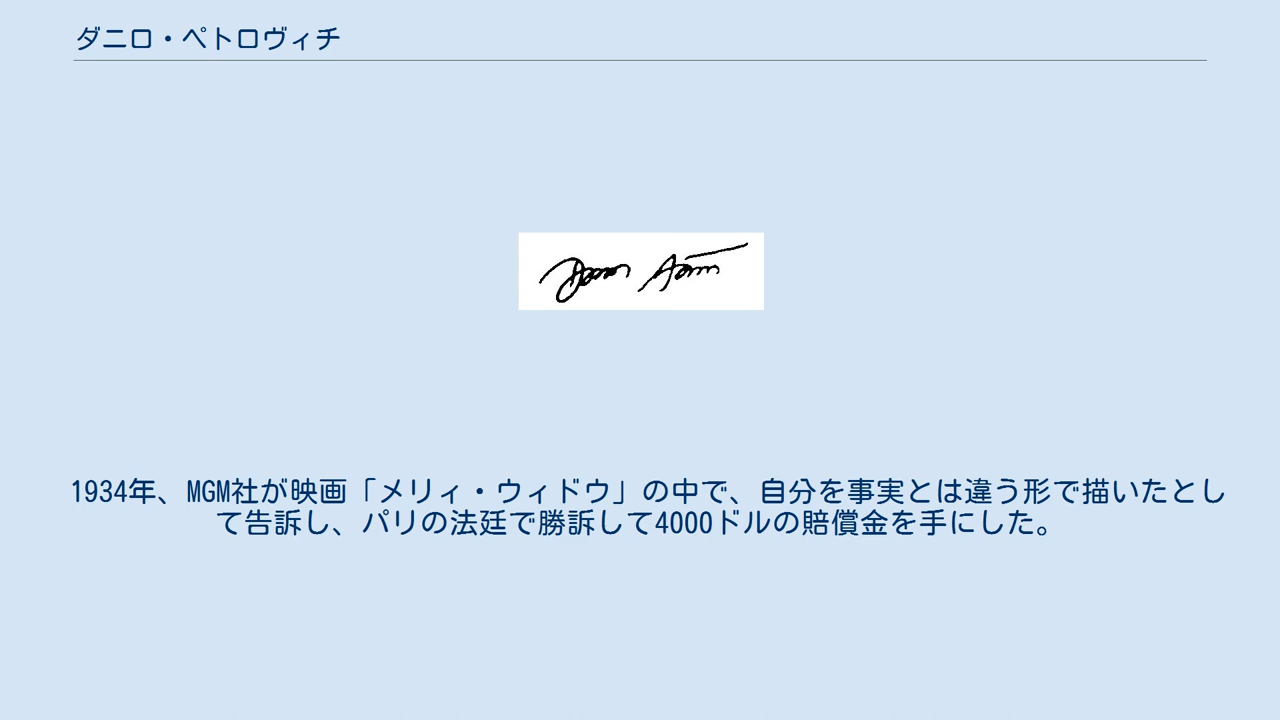 ダニロ・ペトロヴィチ
1934年、MGM社が映画「メリィ・ウィドウ」の中で、自分を事実とは違う形で描いたとし
て告訴し、パリの法廷で勝訴して4000ドルの賠償金を手にした。